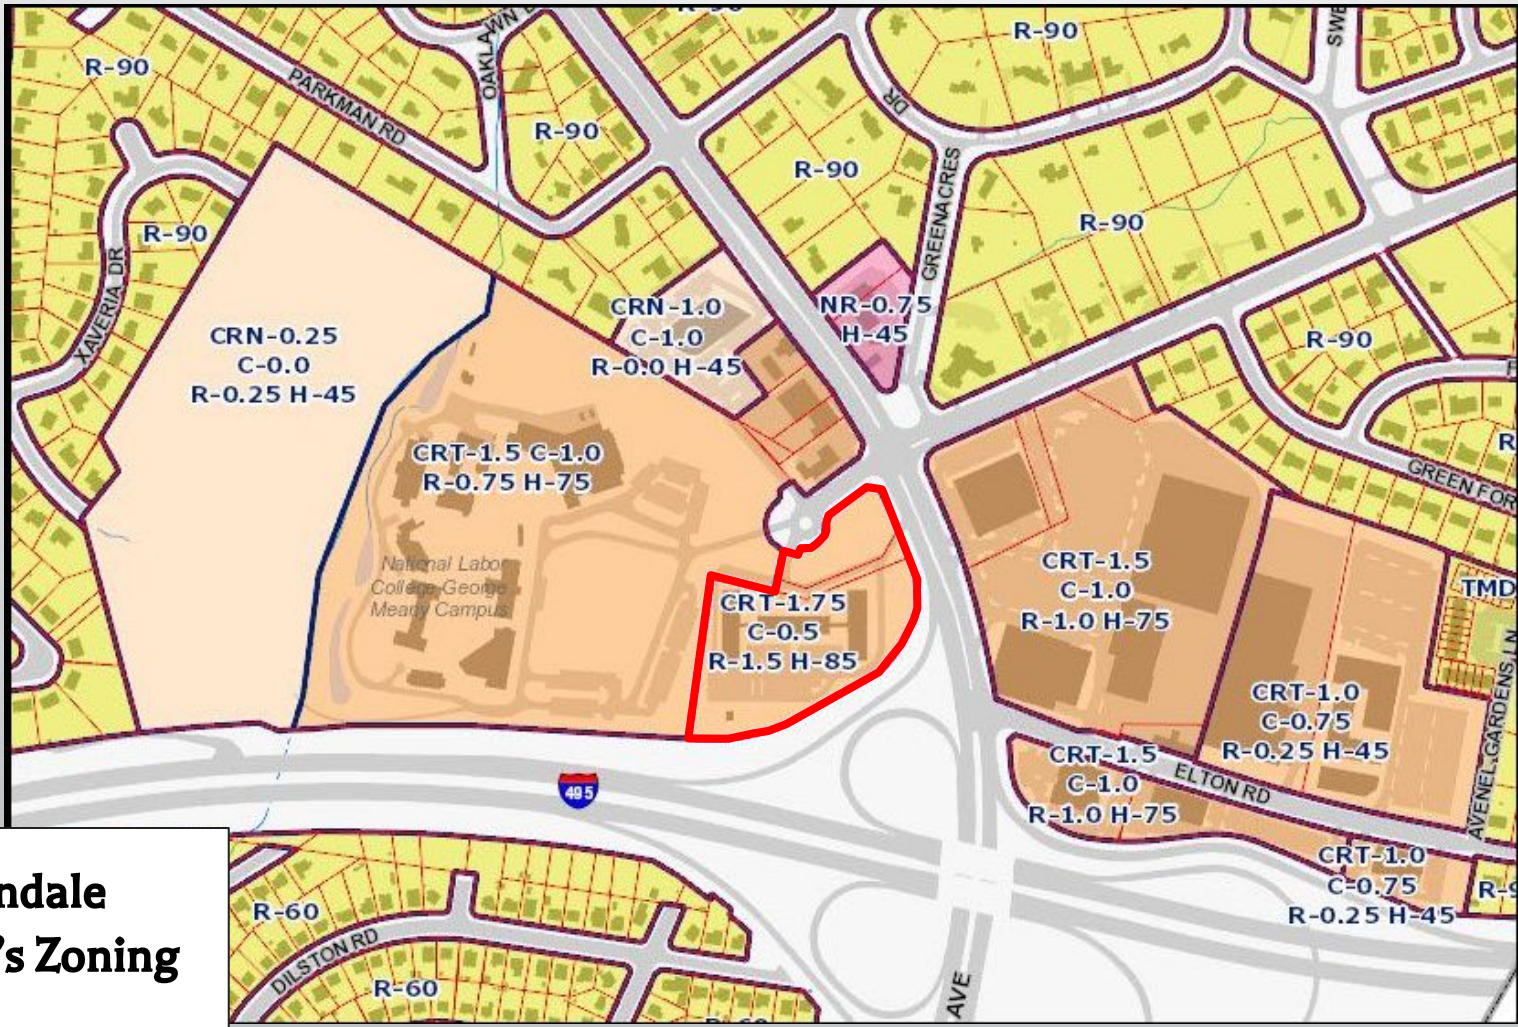 R-90
R-90
R-90
OAKLAWN D
SWE
PARKMAN RD
DR
R-90
R-90
GREENACRES
R-90
R-90
XAVERIA DR
CRN-1.0
C-1.0
R-0.0 H-45
NR-0.75
H-45
CRN-0.25
C-0.0
R-0.25 H-45
R-90
CRT-1.5 C-1.0
R-0.75 H-75
R
GREEN FOR
National Labor
College-George
Meany Campus
CRT-1.5
C-1.0
R-1.0 H-75
TMD
CRT-1.75
C-0.5
R-1.5 H-85
AVENEL GARDENS LN
CRT-1.0
C-0.75
R-0.25 H-45
CRT-1.5
C-1.0
R-1.0 H-75
ELTON RD
495
CRT-1.0
C-0.75
R-0.25 H-45
R-9
ndale
's Zoning
R-60
DILSTON RD
R-60
AVE
R-60